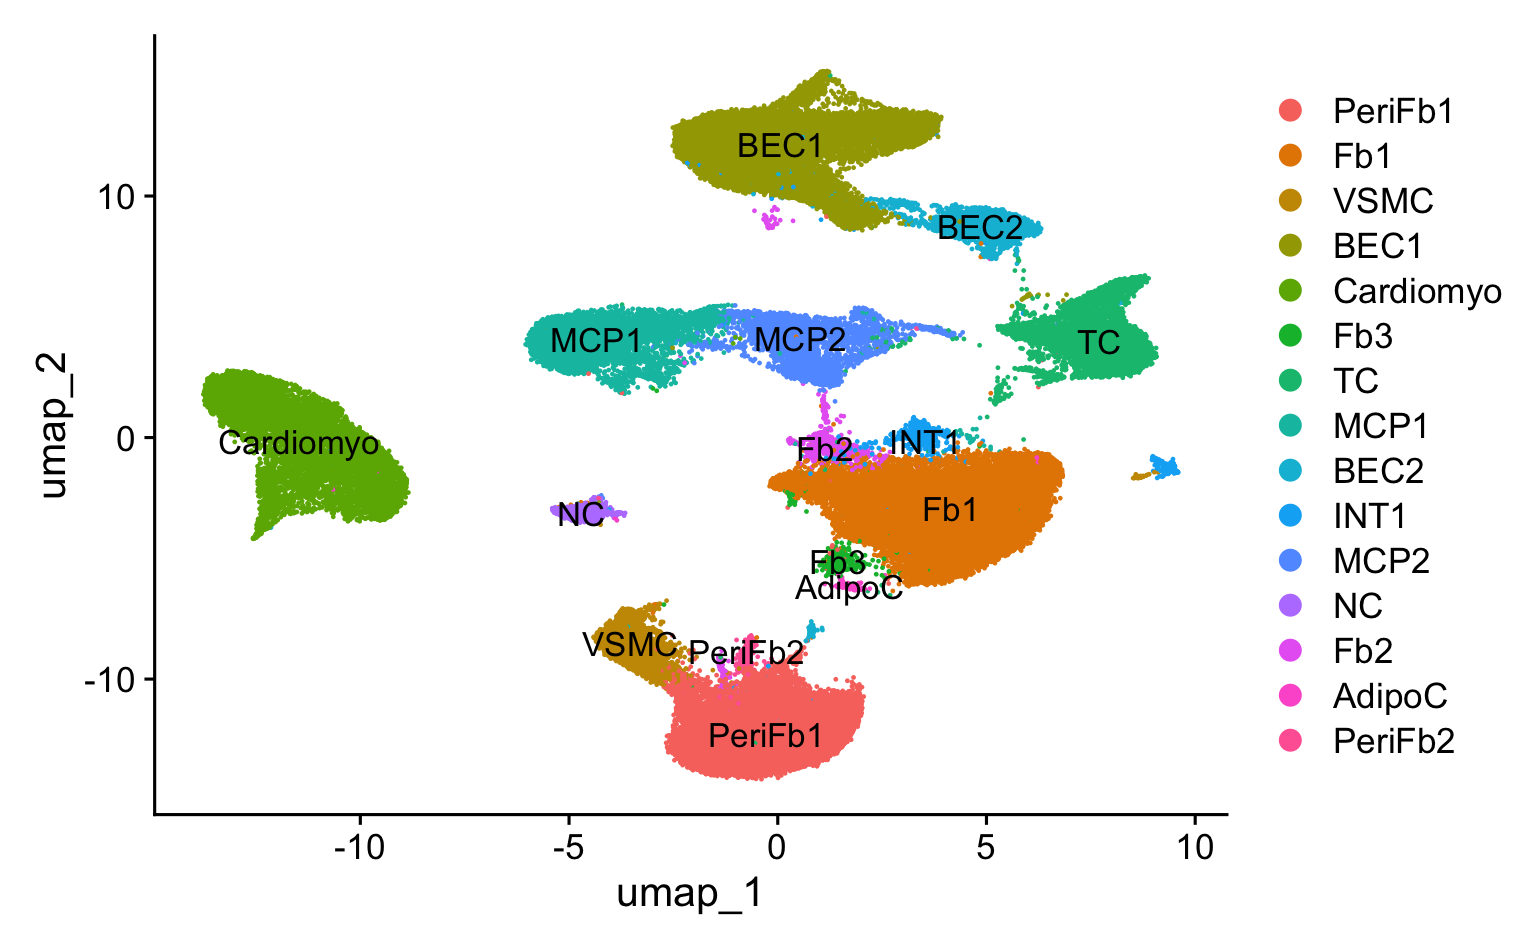 BEC1
10
BEC2
MCP1
MCP2
TC
umap_2
0
Cardiomyo
Fb2
INT1
NC
Fb1
Fb3
AdipoC
VSMC
PeriFb2
-10
PeriFb1
-10
-5
0
5
10
umap_1
PeriFb1
Fb1
VSMC
BEC1
Cardiomyo
Fb3
TC
MCP1
BEC2
INT1
MCP2
NC
Fb2
AdipoC
PeriFb2